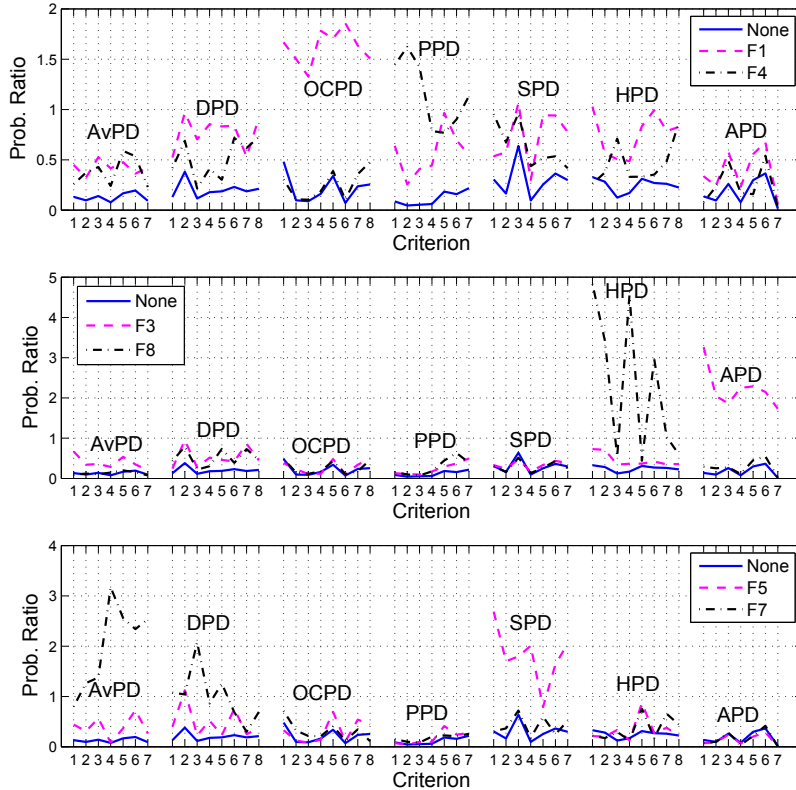 2
1.5
1
0.5
0
Prob. Ratio
AvPD
DPD
OCPD
PPD
SPD
HPD
APD
None
F1
F4
1 2 3 4 5 6 7 1 2 3 4 5 6 7 8 1 2 3 4 5 6 7 8 1 2 3 4 5 6 7 1 2 3 4 5 6 7 1 2 3 4 5 6 7 8 1 2 3 4 5 6 7
Criterion
5
4
3
2
1
0
Prob. Ratio
None
F3
F8
AvPD
DPD
OCPD
PPD
SPD
HPD
APD
1 2 3 4 5 6 7 1 2 3 4 5 6 7 8 1 2 3 4 5 6 7 8 1 2 3 4 5 6 7 1 2 3 4 5 6 7 1 2 3 4 5 6 7 8 1 2 3 4 5 6 7
Criterion
4
3
2
1
0
Prob. Ratio
AvPD
DPD
OCPD
PPD
SPD
HPD
APD
None
F5
F7
1 2 3 4 5 6 7 1 2 3 4 5 6 7 8 1 2 3 4 5 6 7 8 1 2 3 4 5 6 7 1 2 3 4 5 6 7 1 2 3 4 5 6 7 8 1 2 3 4 5 6 7
Criterion